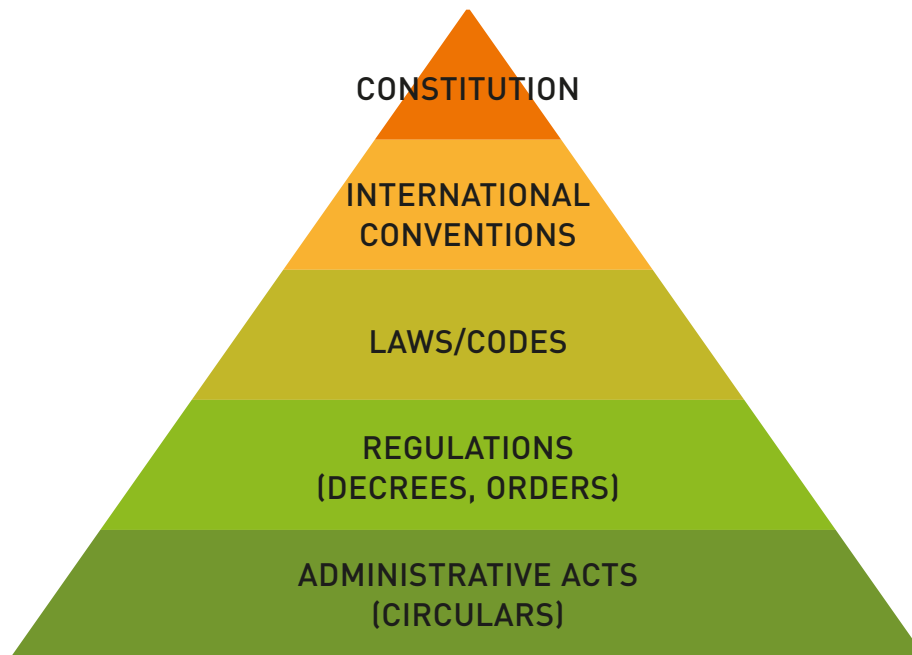 CONSTITUTION
INTERNATIONAL
CONVENTIONS
LAWS/CODES
REGULATIONS
(DECREES, ORDERS)
ADMINISTRATIVE ACTS
(CIRCULARS)